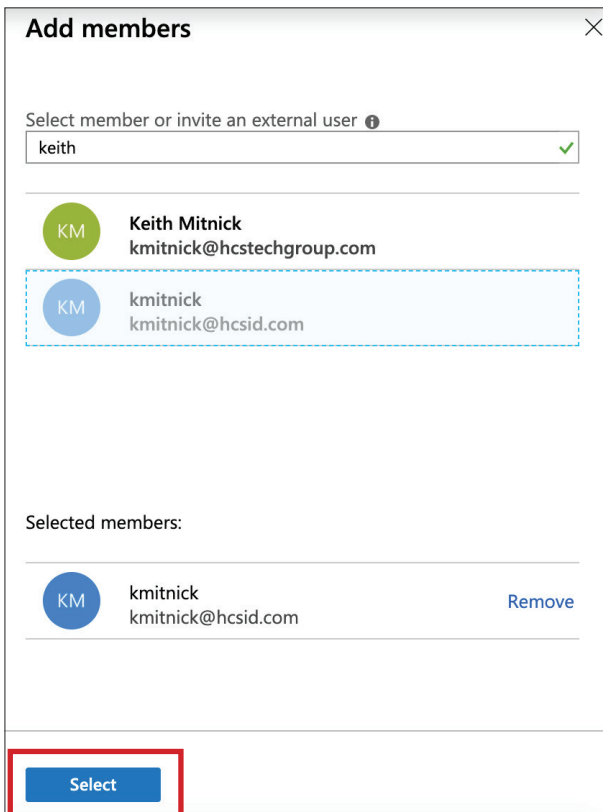 Add members
Select member or invite an external user
keith
KM
Keith Mitnick
kmitnick@hcstechgroup.com
KM
kmitnick
kmitnick@hcsid.com
Selected members:
KM
kmitnick
kmitnick@hcsid.com
Remove
Select